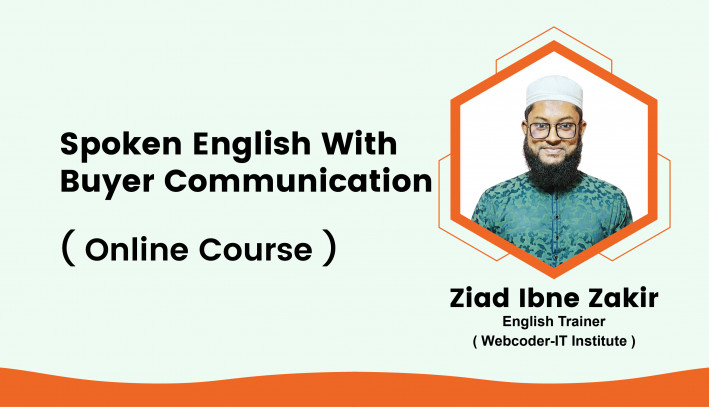 Spoken English With
Buyer Communication
( Online Course )
Ziad Ibne Zakir
English Trainer
( Webcoder-IT Institute )